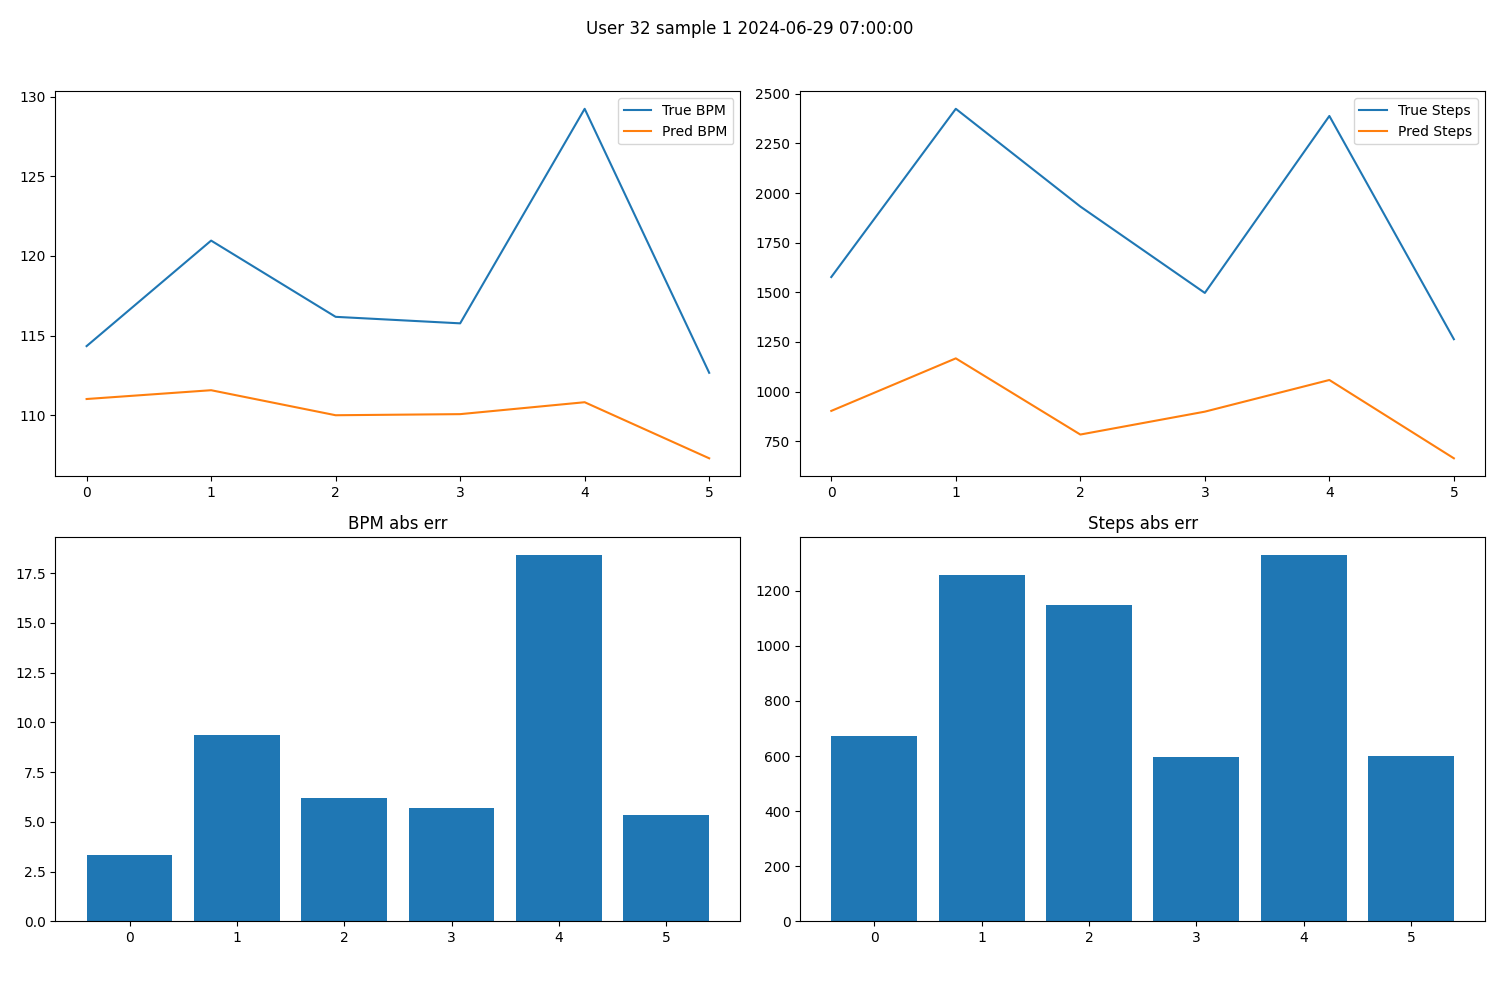 User 32 sample 1 2024-06-29 07:00:00
True BPM
Pred BPM
130
125
120
115
110
0 1 2 3 4 5
True Steps
Pred Steps
2500
2250
2000
1750
1500
1250
1000
750
0 1 2 3 4 5
BPM abs err
17.5
15.0
12.5
10.0
7.5
5.0
2.5
0.0
0 1 2 3 4 5
Steps abs err
1200
1000
800
600
400
200
0
0 1 2 3 4 5